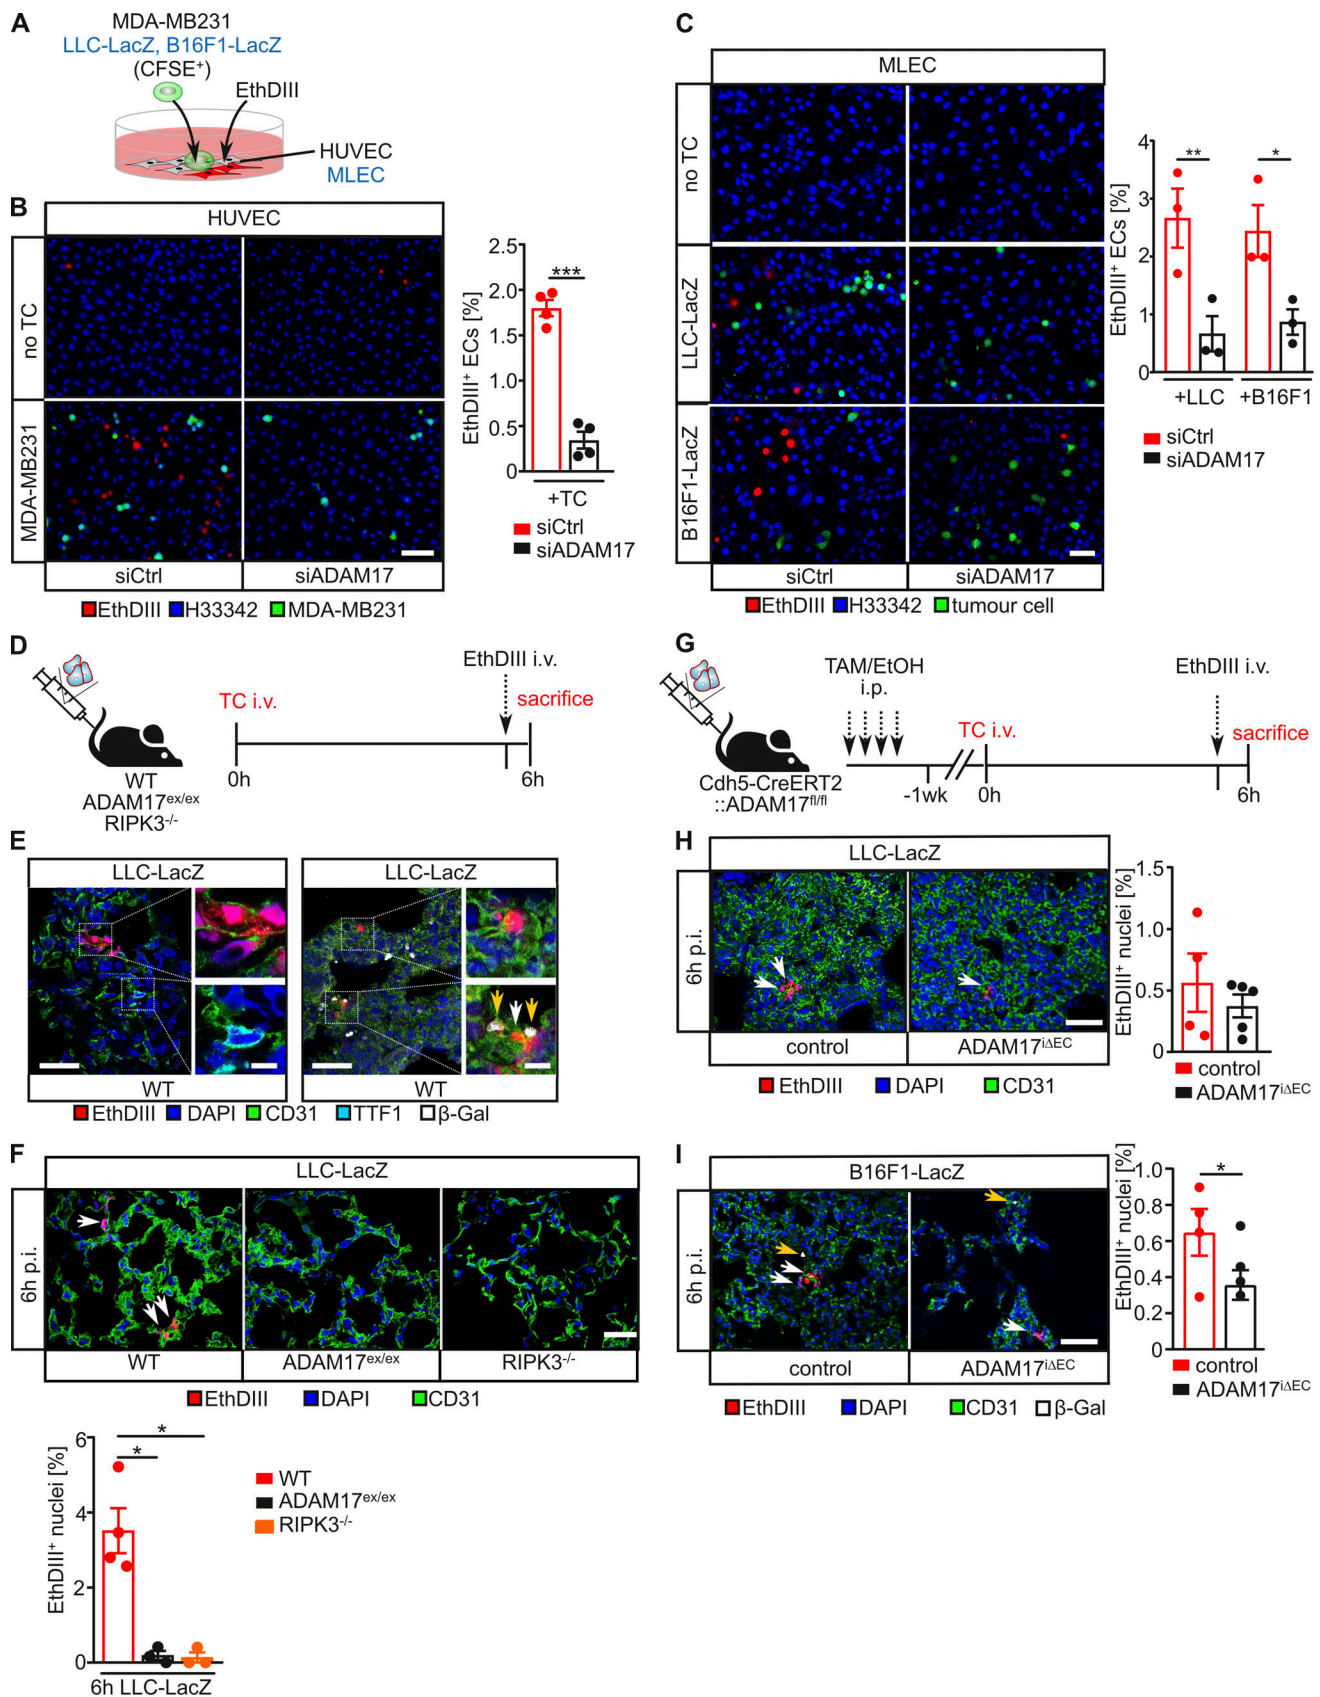 A
MDA-MB231
LLC-LacZ, B16F1-LacZ
(CFSE⁺)
EthDIII
HUVEC
MLEC
B
HUVEC
no TC
MDA-MB231
siCtrl
siADAM17
EthDIII H33342 MDA-MB231
EthDIII⁺ ECs [%]
2.5
2.0
1.5
1.0
0.5
0
***
+TC
siCtrl
siADAM17
C
MLEC
no TC
LLC-LacZ
B16F1-LacZ
siCtrl
siADAM17
EthDIII H33342 tumour cell
EthDIII⁺ ECs [%]
4
3
2
1
0
**
*
+LLC
+B16F1
siCtrl
siADAM17
D
EthDIII i.v.
TC i.v.
sacrifice
0h
6h
WT
ADAM17ex/ex
RIPK3-/-
E
LLC-LacZ
LLC-LacZ
WT
WT
EthDIII DAPI CD31 TTF1 β-Gal
F
LLC-LacZ
6h p.i.
WT
ADAM17ex/ex
RIPK3-/-
EthDIII DAPI CD31
EthDIII⁺ nuclei [%]
6
4
2
0
*
*
6h LLC-LacZ
WT
ADAM17ex/ex
RIPK3-/-
G
TAM/EtOH
i.p.
EthDIII i.v.
TC i.v.
sacrifice
Cdh5-CreERT2
::ADAM17fl/fl
-1wk
0h
6h
H
LLC-LacZ
6h p.i.
control
ADAM17iΔEC
EthDIII DAPI CD31
EthDIII⁺ nuclei [%]
1.5
1.0
0.5
0
control
ADAM17iΔEC
I
B16F1-LacZ
6h p.i.
control
ADAM17iΔEC
EthDIII DAPI CD31 β-Gal
EthDIII⁺ nuclei [%]
1.0
0.8
0.6
0.4
0.2
0
*
control
ADAM17iΔEC